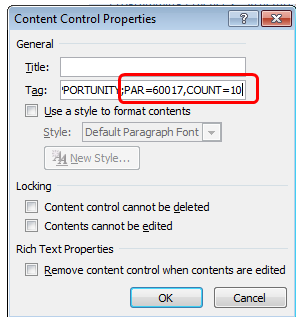 Content Control Properties
General
Title:
Tag: PORTUNITY;PAR=60017,COUNT=10
Use a style to format contents
Style: Default Paragraph Font
New Style...
Locking
Content control cannot be deleted
Contents cannot be edited
Rich Text Properties
Remove content control when contents are edited
OK Cancel